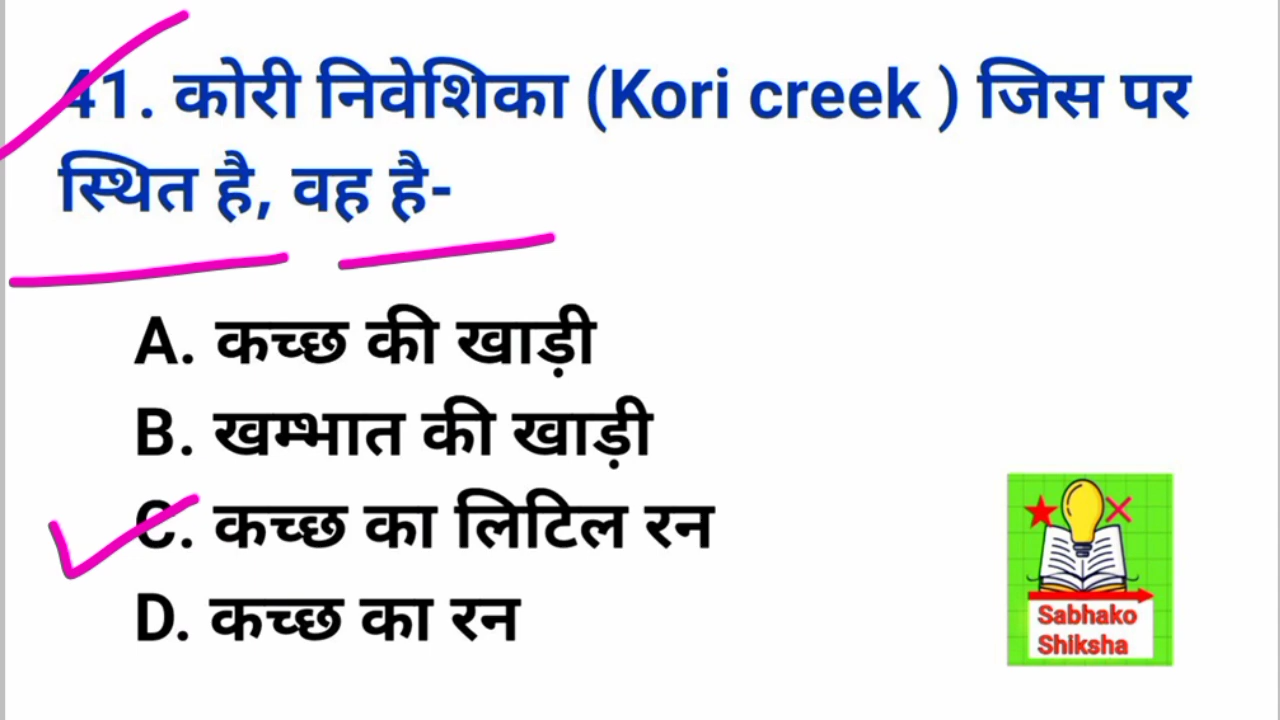 41. कोरी निवेशिका (Kori creek ) जिस पर
स्थित है, वह है-
A. कच्छ की खाड़ी
B. खम्भात की खाड़ी
C. कच्छ का लिटिल रन
D. कच्छ का रन
Sabhako
Shiksha